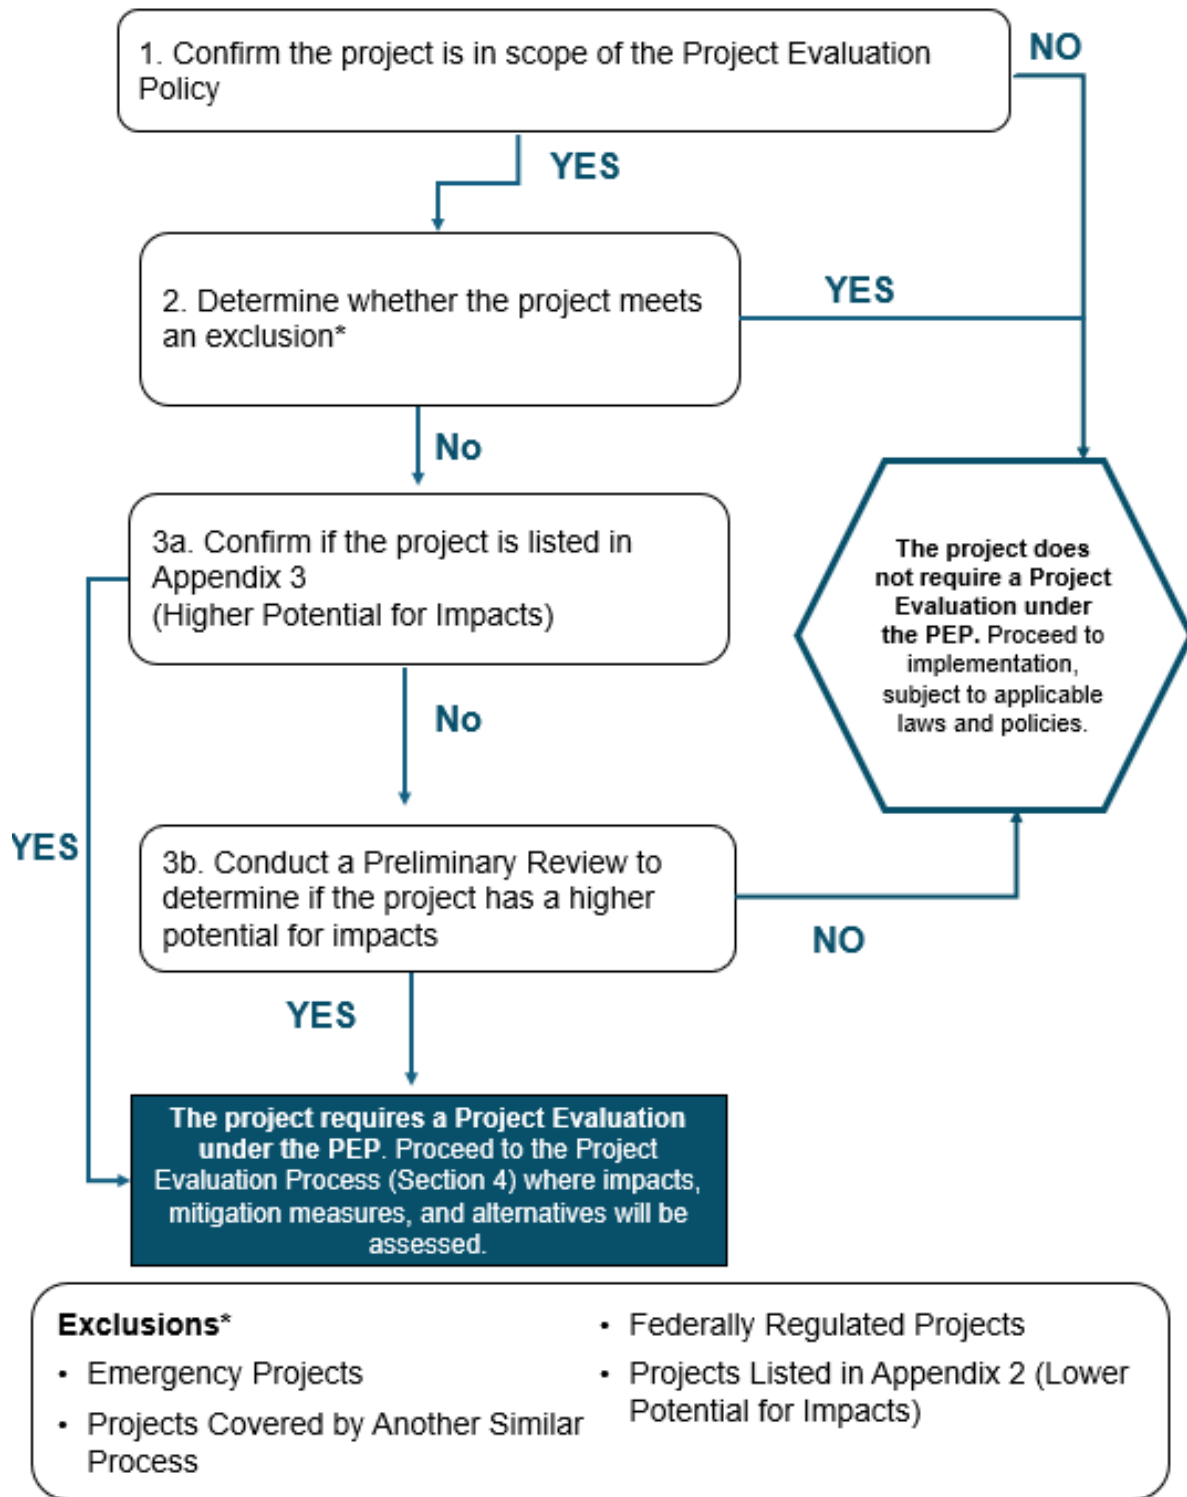 1. Confirm the project is in scope of the Project Evaluation
Policy
NO
YES
2. Determine whether the project meets
an exclusion*
YES
No
3a. Confirm if the project is listed in
Appendix 3
(Higher Potential for Impacts)
The project does
not require a Project
Evaluation under
the PEP. Proceed to
implementation,
subject to applicable
laws and policies.
No
YES
3b. Conduct a Preliminary Review to
determine if the project has a higher
potential for impacts
NO
YES
The project requires a Project Evaluation
under the PEP. Proceed to the Project
Evaluation Process (Section 4) where impacts,
mitigation measures, and alternatives will be
assessed.
Exclusions*
• Emergency Projects
• Projects Covered by Another Similar
Process
• Federally Regulated Projects
• Projects Listed in Appendix 2 (Lower
Potential for Impacts)